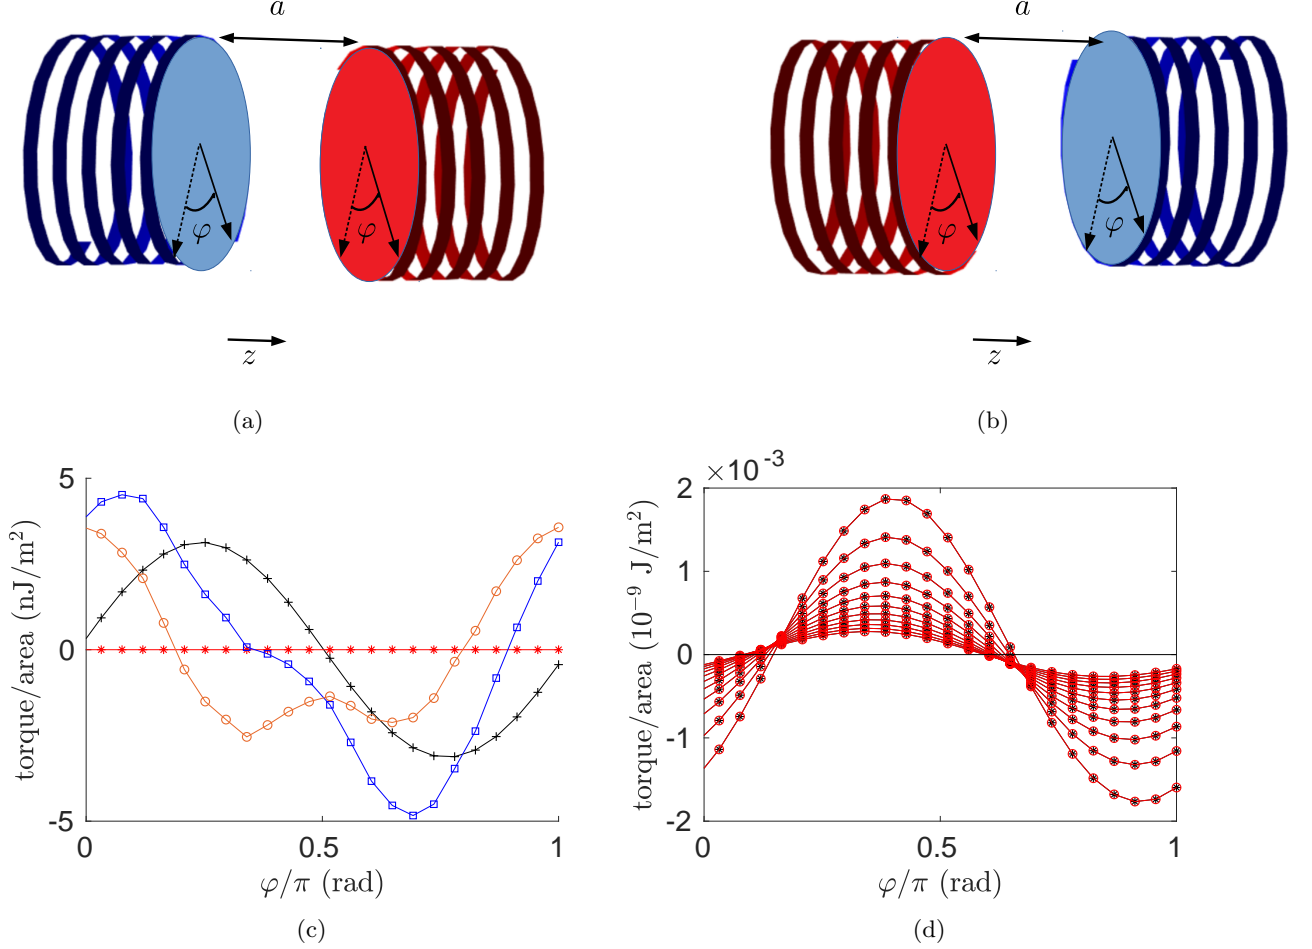 a
a
φ
φ
φ
φ
z
z
(a)
(b)
torque/area (nJ/m²)
5
0
-5
0
0.5
1
φ/π (rad)
(c)
×10⁻³
torque/area (10⁻⁹ J/m²)
2
1
0
-1
-2
0
0.5
1
φ/π (rad)
(d)